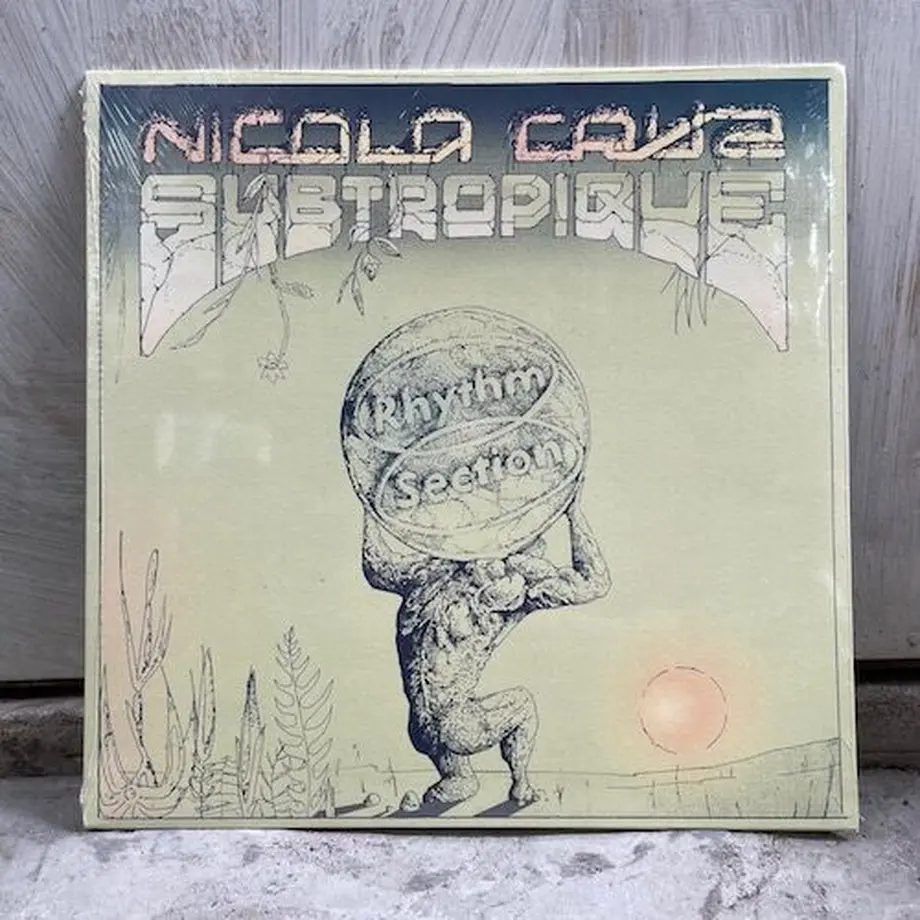 NICOLA CRUZ
SUBTROPIQUE
Rhythm
Section